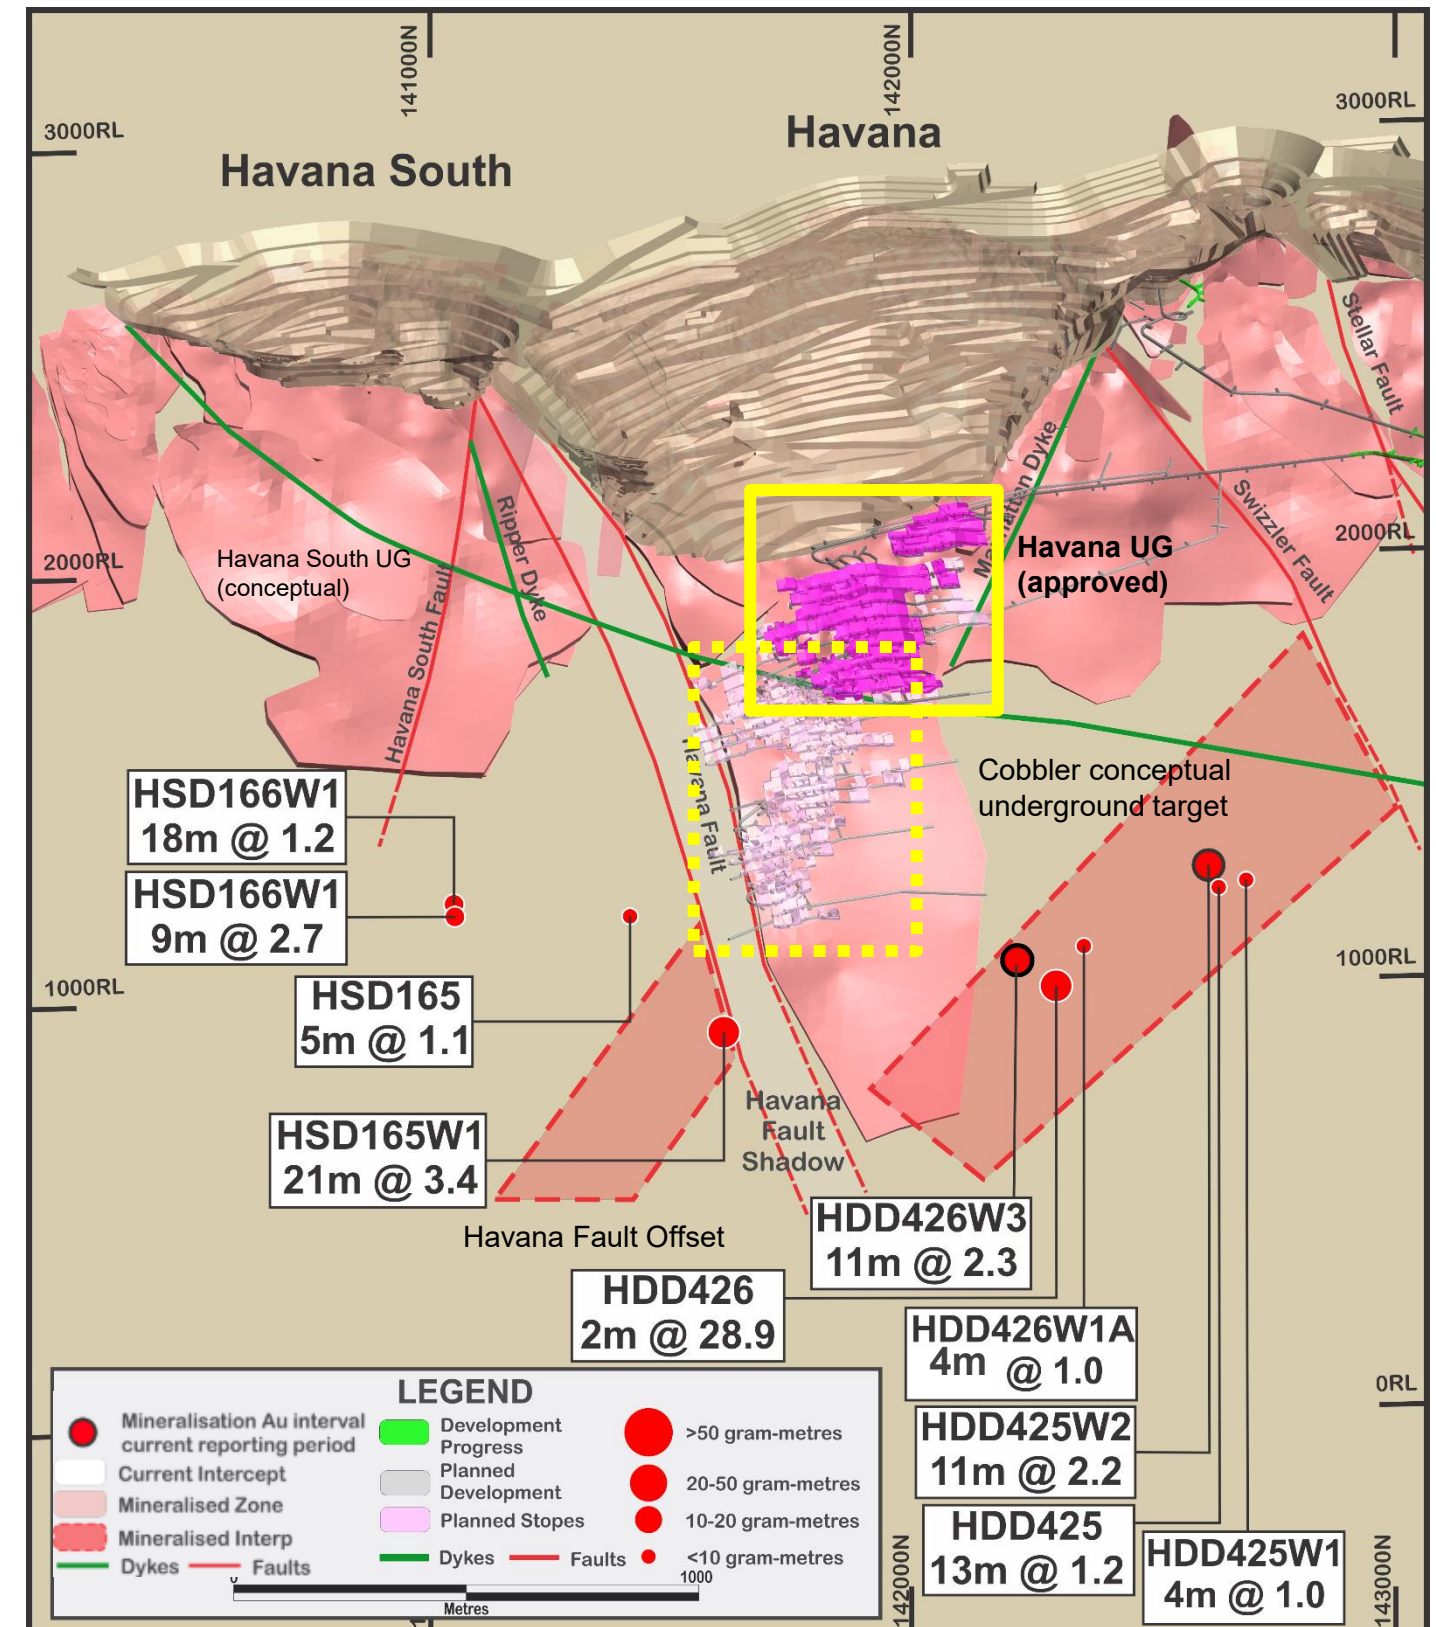 141000N
142000N
3000RL
3000RL
Havana
Havana South
Stellar Fault
Manhattan Dyke
Swizzler Fault
Ripper Dyke
2000RL
2000RL
Havana South UG
(conceptual)
Havana UG
(approved)
Havana South Fault
Havana Fault
Cobbler conceptual
underground target
HSD166W1
18m @ 1.2
HSD166W1
9m @ 2.7
1000RL
1000RL
HSD165
5m @ 1.1
HSD165W1
21m @ 3.4
Havana
Fault
Shadow
Havana Fault Offset
HDD426W3
11m @ 2.3
HDD426
2m @ 28.9
HDD426W1A
4m @ 1.0
0RL
HDD425W2
11m @ 2.2
HDD425
13m @ 1.2
HDD425W1
4m @ 1.0
142000N
143000N
LEGEND
Mineralisation Au interval
current reporting period
Current Intercept
Mineralised Zone
Mineralised Interp
Dykes
Faults
Development
Progress
Planned
Development
Planned Stopes
Dykes
Faults
>50 gram-metres
20-50 gram-metres
10-20 gram-metres
<10 gram-metres
1000
Metres